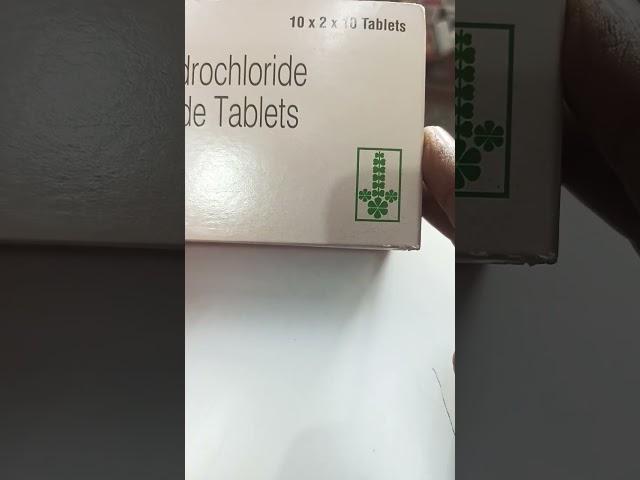 10 x 2 x 10 Tablets
drochloride
de Tablets